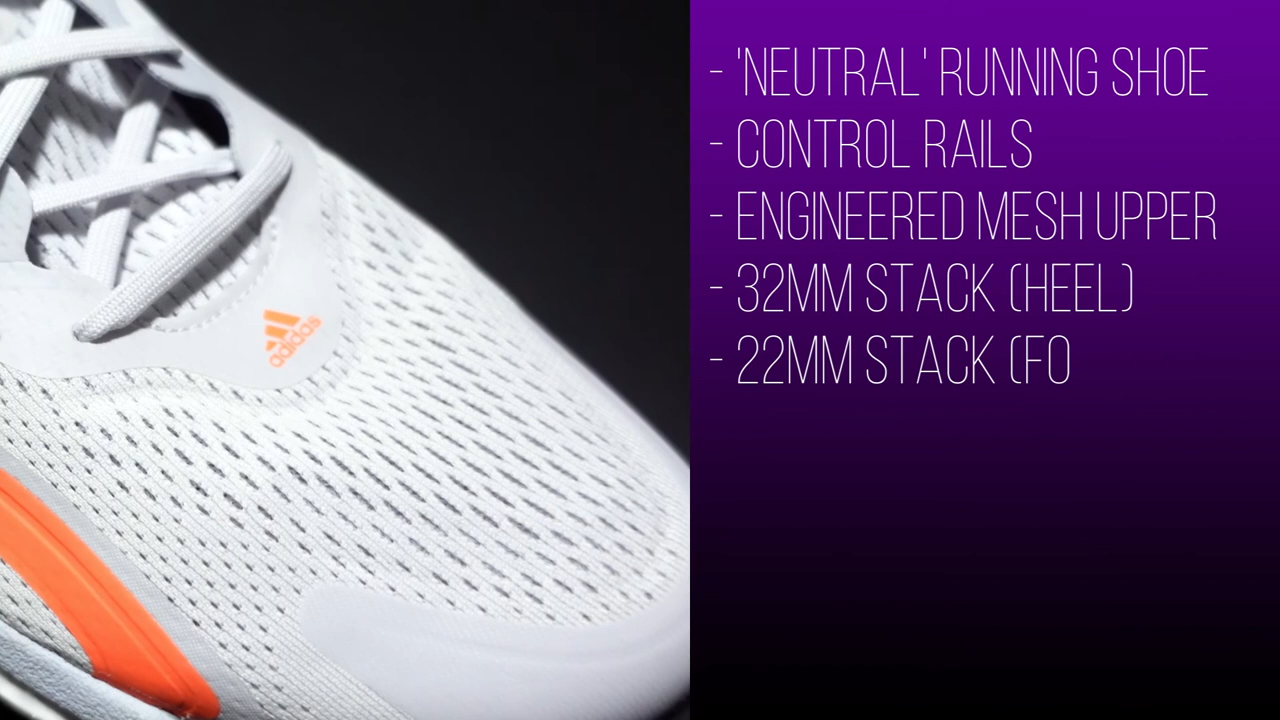 adidas
- 'NEUTRAL' RUNNING SHOE
- CONTROL RAILS
- ENGINEERED MESH UPPER
- 32MM STACK (HEEL)
- 22MM STACK (FO